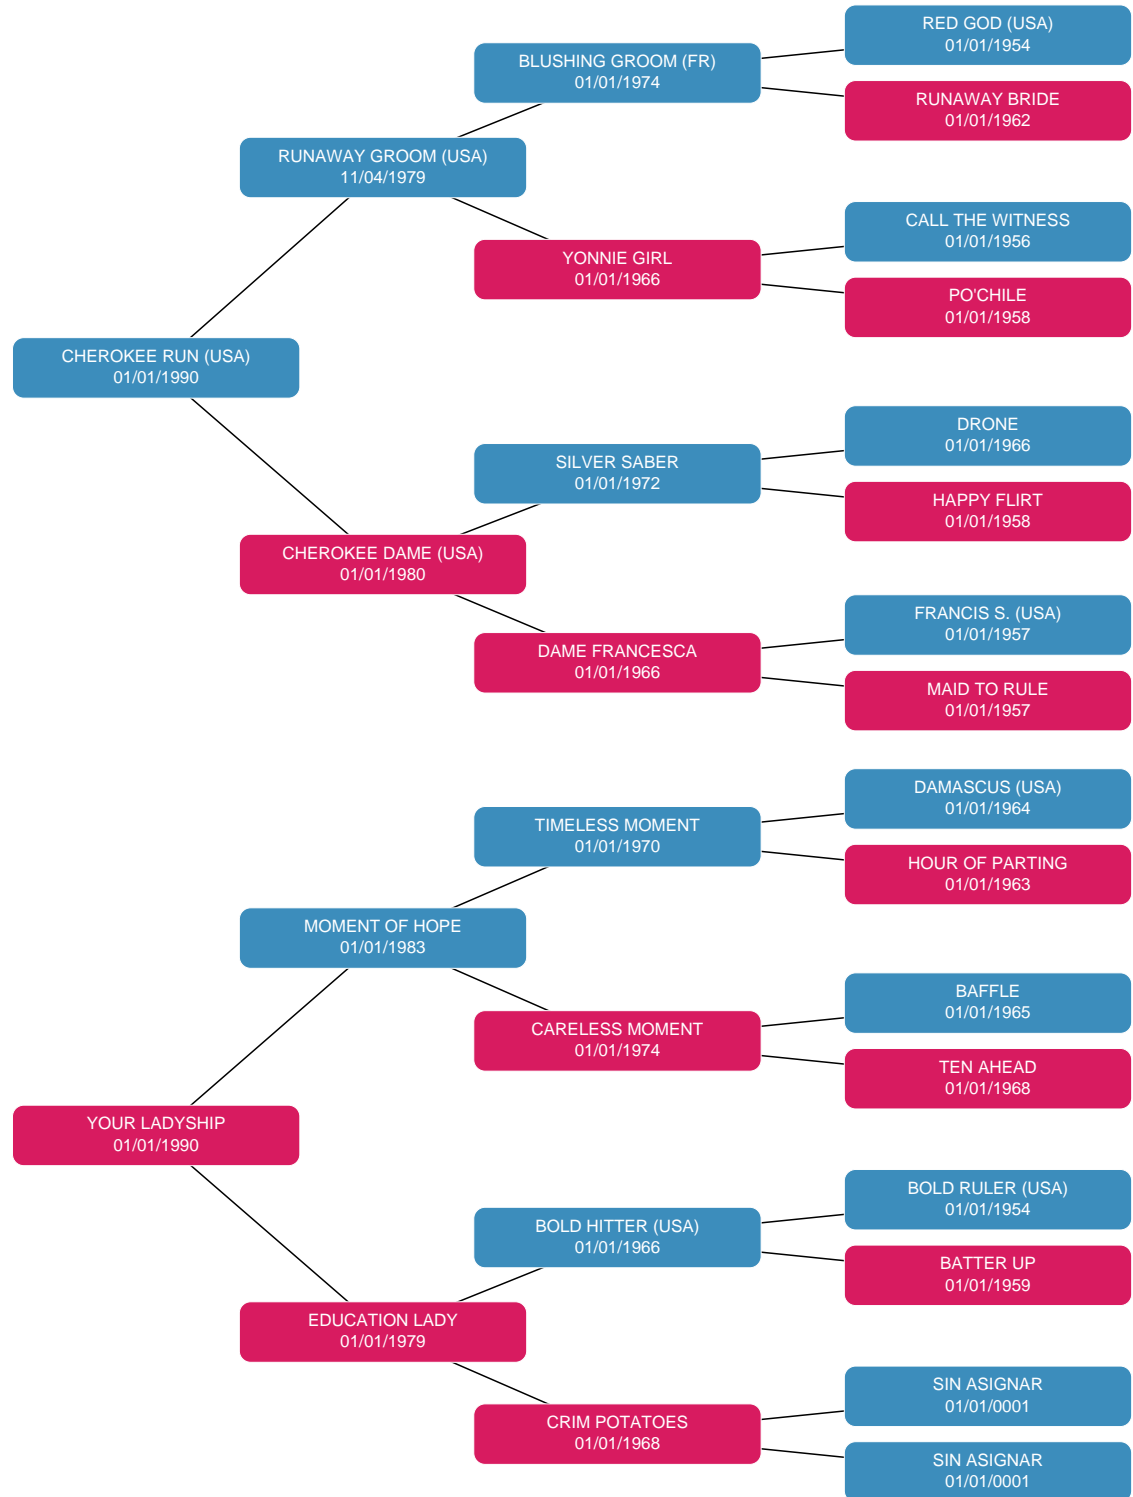 RED GOD (USA)
01/01/1954
BLUSHING GROOM (FR)
01/01/1974
RUNAWAY BRIDE
01/01/1962
RUNAWAY GROOM (USA)
11/04/1979
CALL THE WITNESS
01/01/1956
YONNIE GIRL
01/01/1966
PO'CHILE
01/01/1958
CHEROKEE RUN (USA)
01/01/1990
DRONE
01/01/1966
SILVER SABER
01/01/1972
HAPPY FLIRT
01/01/1958
CHEROKEE DAME (USA)
01/01/1980
FRANCIS S. (USA)
01/01/1957
DAME FRANCESCA
01/01/1966
MAID TO RULE
01/01/1957
DAMASCUS (USA)
01/01/1964
TIMELESS MOMENT
01/01/1970
HOUR OF PARTING
01/01/1963
MOMENT OF HOPE
01/01/1983
BAFFLE
01/01/1965
CARELESS MOMENT
01/01/1974
TEN AHEAD
01/01/1968
YOUR LADYSHIP
01/01/1990
BOLD RULER (USA)
01/01/1954
BOLD HITTER (USA)
01/01/1966
BATTER UP
01/01/1959
EDUCATION LADY
01/01/1979
SIN ASIGNAR
01/01/0001
CRIM POTATOES
01/01/1968
SIN ASIGNAR
01/01/0001